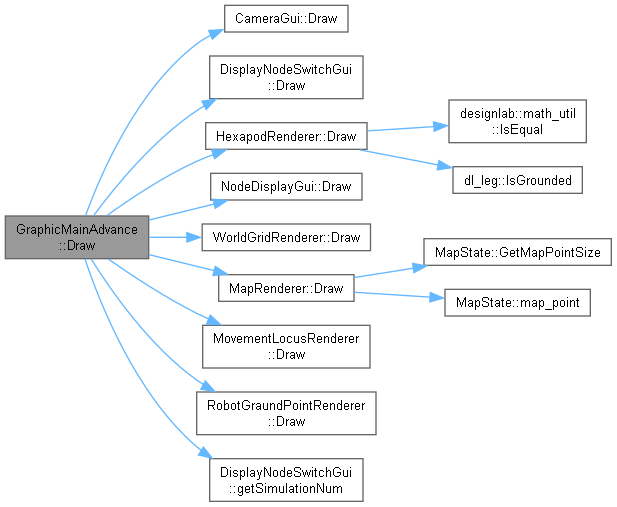 GraphicMainAdvance
::Draw
CameraGui::Draw
DisplayNodeSwitchGui
::Draw
HexapodRenderer::Draw
designlab::math_util
::IsEqual
dl_leg::IsGrounded
NodeDisplayGui::Draw
WorldGridRenderer::Draw
MapRenderer::Draw
MapState::GetMapPointSize
MapState::map_point
MovementLocusRenderer
::Draw
RobotGraundPointRenderer
::Draw
DisplayNodeSwitchGui
::getSimulationNum